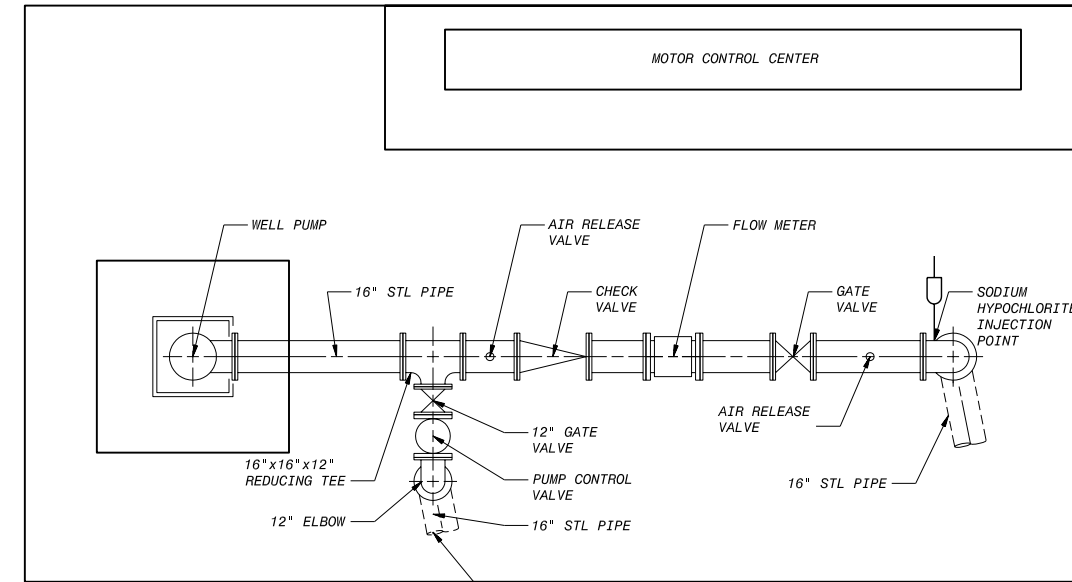 MOTOR CONTROL CENTER
WELL PUMP
AIR RELEASE
VALVE
FLOW METER
16" STL PIPE
CHECK
VALVE
GATE
VALVE
SODIUM
HYPOCHLORITE
INJECTION
POINT
AIR RELEASE
VALVE
12" GATE
VALVE
16"x16"x12"
REDUCING TEE
PUMP CONTROL
VALVE
16" STL PIPE
12" ELBOW
16" STL PIPE